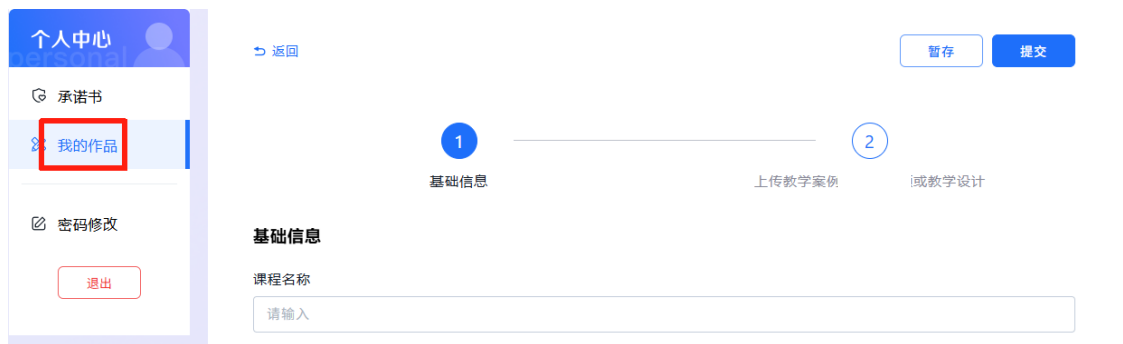 个人中心
personal
承诺书
我的作品
密码修改
退出
返回
暂存
提交
1
2
基础信息
上传教学案例
或教学设计
基础信息
课程名称
请输入